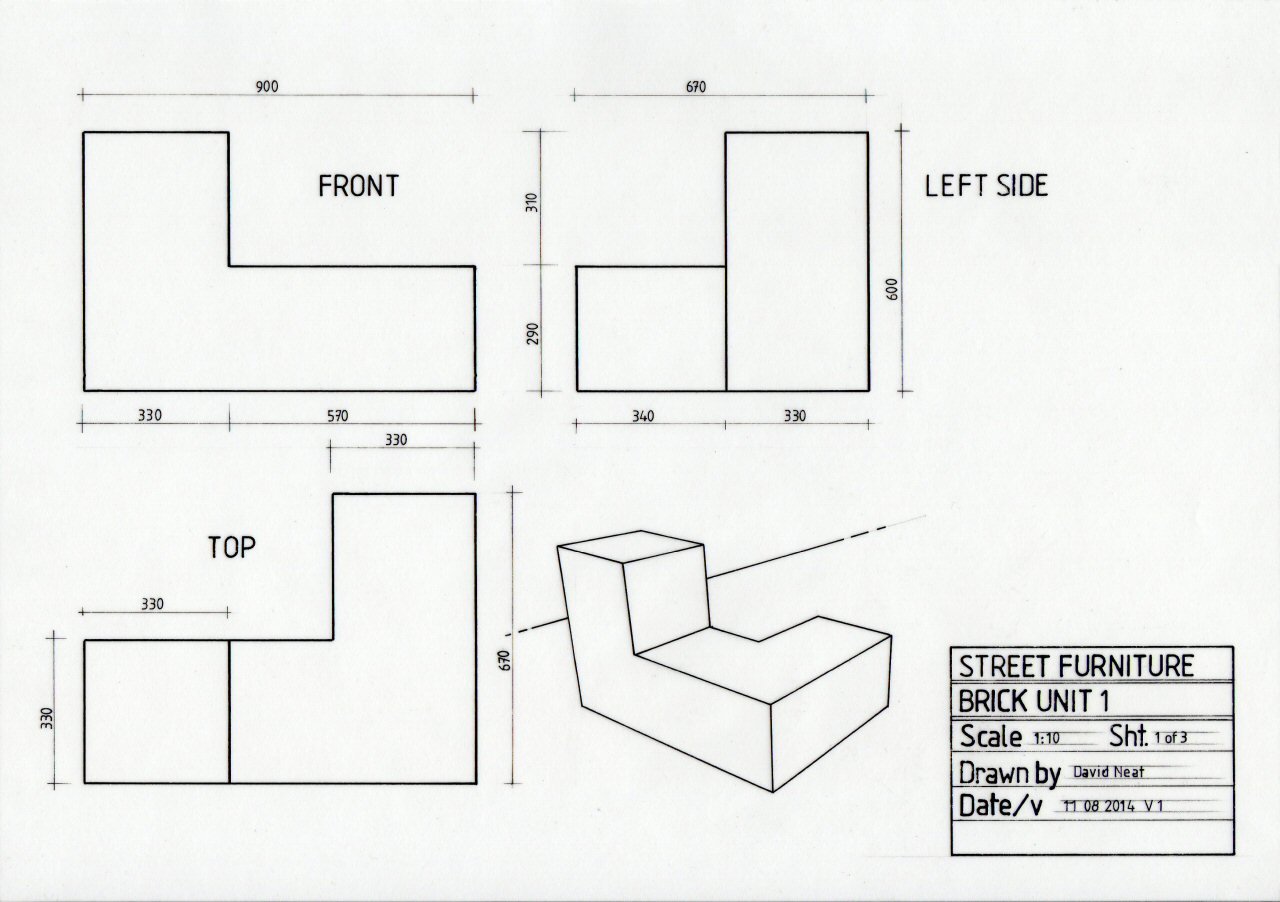 900
670
FRONT
LEFT SIDE
310
600
290
330
570
340
330
330
TOP
330
670
330
STREET FURNITURE
BRICK UNIT 1
Scale 1:10 Sht. 1 of 3
Drawn by David Neat
Date/v 11 08 2014 V1